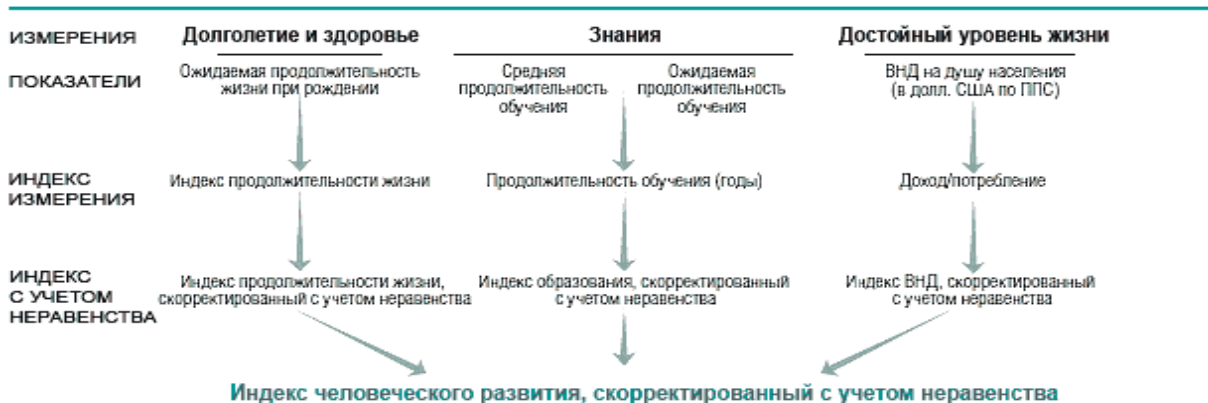 ИЗМЕРЕНИЯ
Долголетие и здоровье
Знания
Достойный уровень жизни
ПОКАЗАТЕЛИ
Ожидаемая продолжительность
жизни при рождении
Средняя
продолжительность
обучения
Ожидаемая
продолжительность
обучения
ВНД на душу населения
(в долл. США по ППС)
ИНДЕКС
ИЗМЕРЕНИЯ
Индекс продолжительности жизни
Продолжительность обучения (годы)
Доход/потребление
ИНДЕКС
С УЧЕТОМ
НЕРАВЕНСТВА
Индекс продолжительности жизни,
скорректированный с учетом неравенства
Индекс образования, скорректированный
с учетом неравенства
Индекс ВНД, скорректированный
с учетом неравенства
Индекс человеческого развития, скорректированный с учетом неравенства